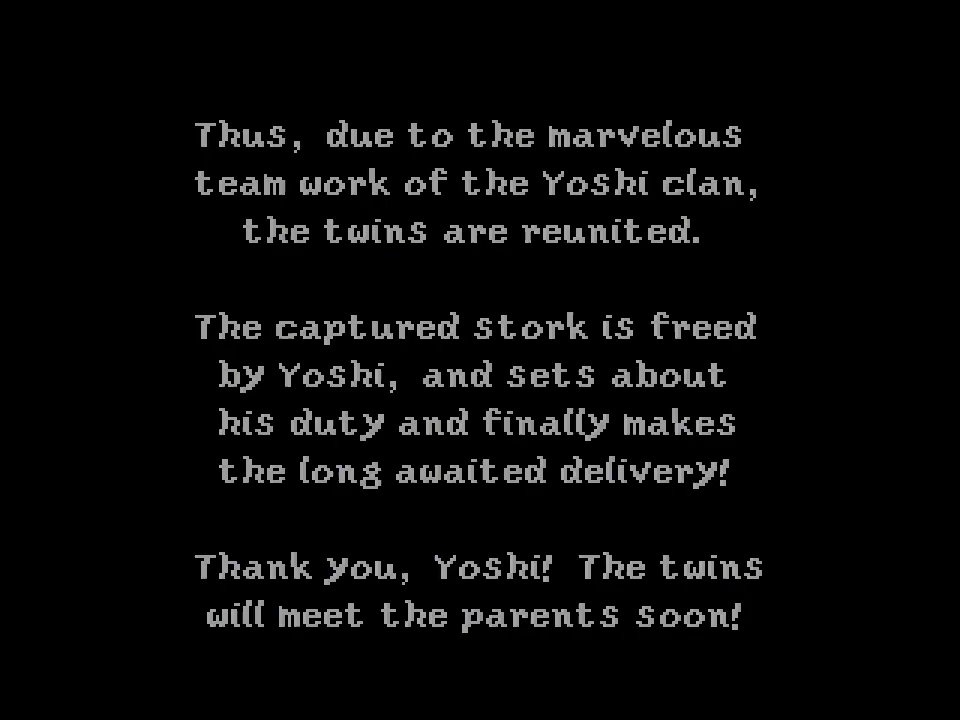 Thus, due to the marvelous
team work of the Yoshi clan,
the twins are reunited.
The captured stork is freed
by Yoshi, and sets about
his duty and finally makes
the long awaited delivery!
Thank you, Yoshi! The twins
will meet the parents soon!